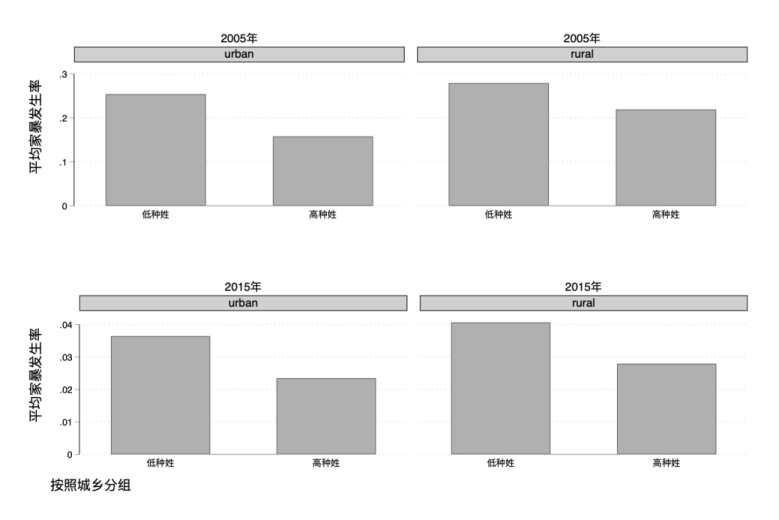 2005年
2005年
urban
rural
平均家暴发生率
.3
.2
.1
0
低种姓
高种姓
低种姓
高种姓
2015年
2015年
urban
rural
平均家暴发生率
.04
.03
.02
.01
0
低种姓
高种姓
低种姓
高种姓
按照城乡分组